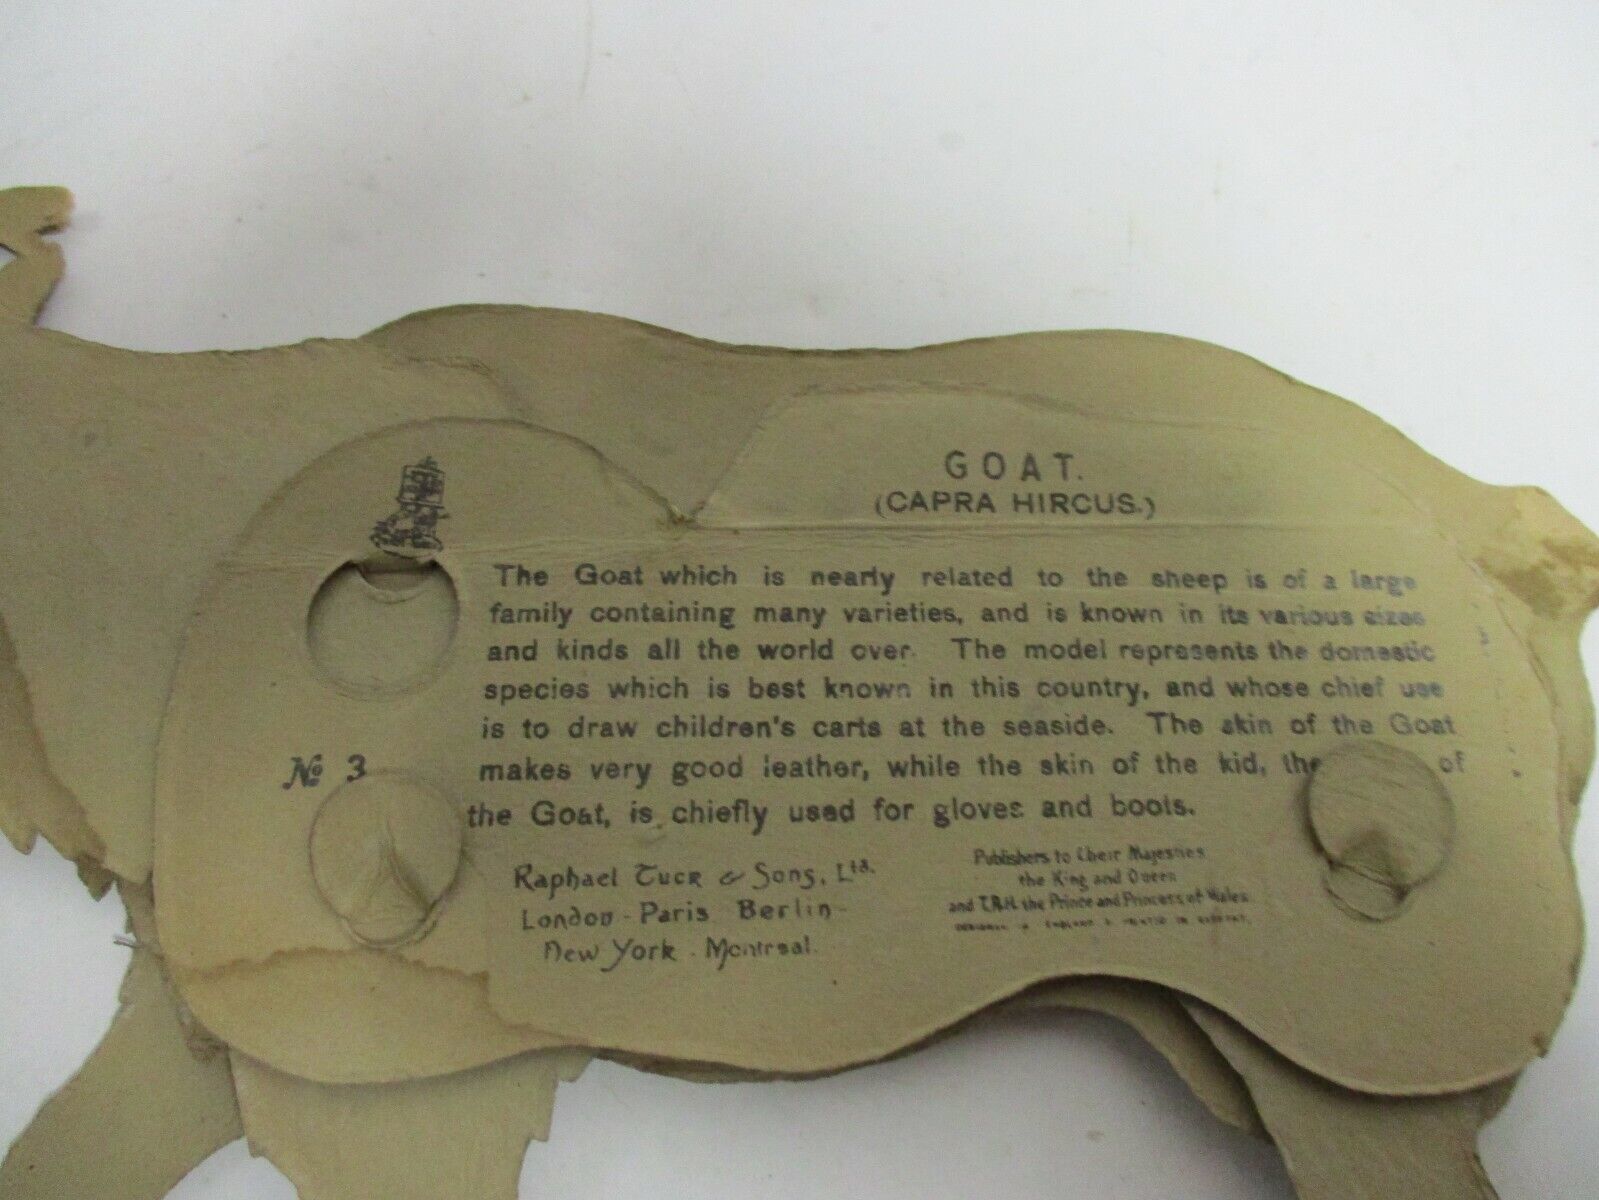 GOAT.
(CAPRA HIRCUS.)
The Goat which is nearly related to the sheep is of a large
family containing many varieties, and is known in its various sizes
and kinds all the world over. The model represents the domestic
species which is best known in this country, and whose chief use
is to draw children's carts at the seaside. The skin of the Goat
makes very good leather, while the skin of the kid, the of
the Goat, is chiefly used for gloves and boots.
№ 3
Raphael Tuck & Sons, Ltd.
London - Paris Berlin -
New York - Montreal.
Publishers to Their Majesties
the King and Queen
and T.R.H. the Prince and Princess of Wales